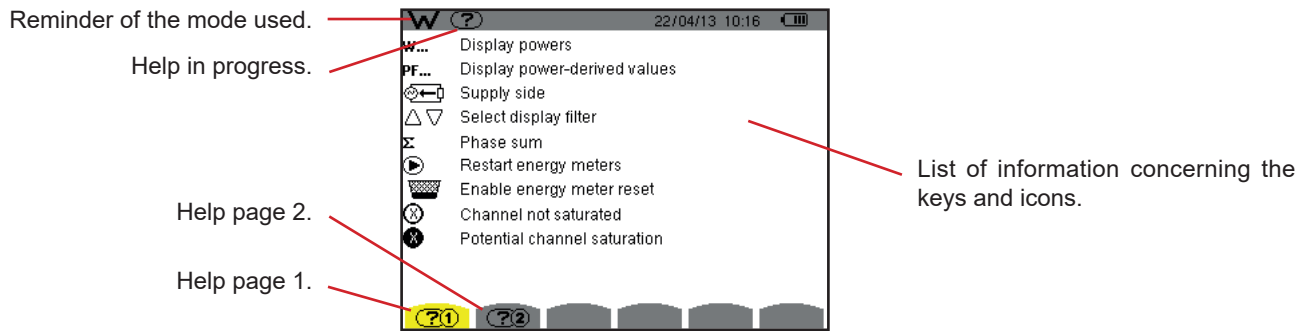 Reminder of the mode used.
W ? 22/04/13 10:16
Help in progress.
W... Display powers
PF... Display power-derived values
Supply side
Select display filter
Σ Phase sum
Restart energy meters
Enable energy meter reset
X Channel not saturated
X Potential channel saturation
List of information concerning the
keys and icons.
Help page 2.
Help page 1.
?1 ?2